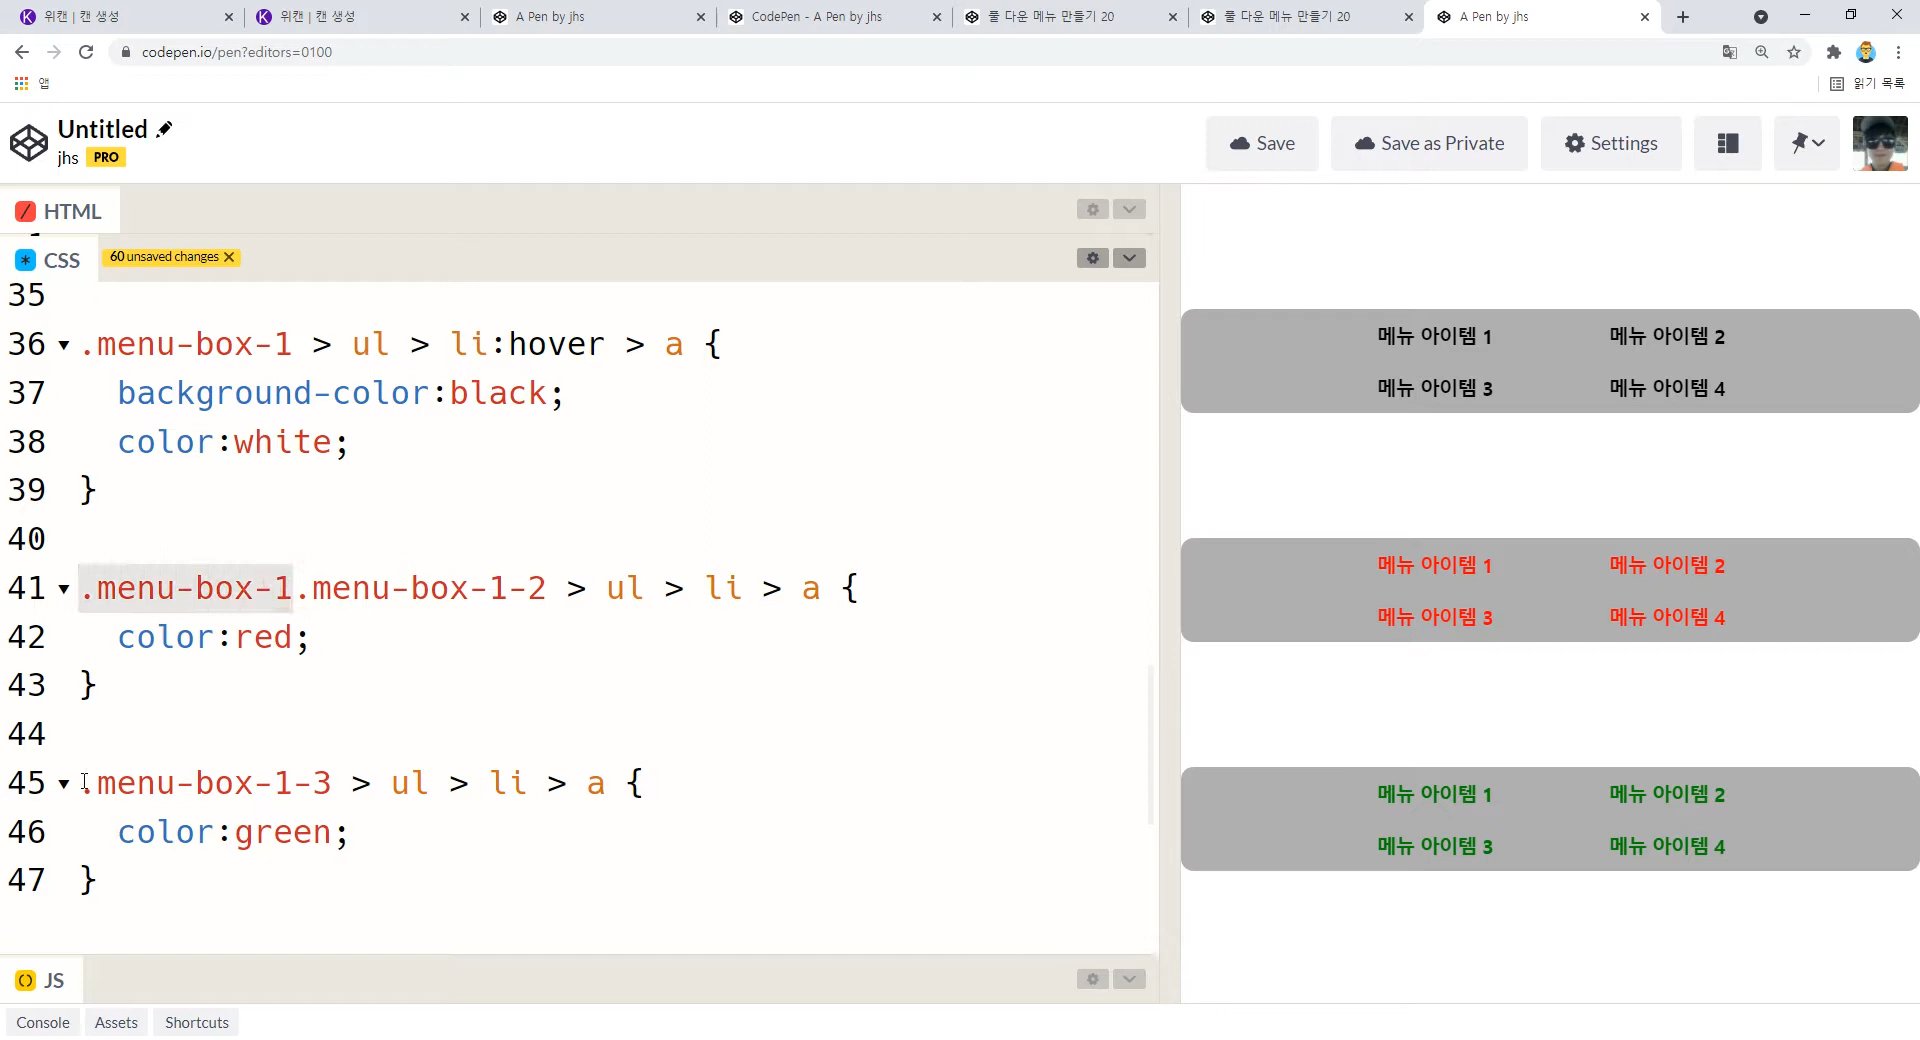 위캔 | 캔 생성
위캔 | 캔 생성
A Pen by jhs
CodePen - A Pen by jhs
풀 다운 메뉴 만들기 20
풀 다운 메뉴 만들기 20
A Pen by jhs
codepen.io/pen?editors=0100
앱
읽기 목록
Untitled
jhs PRO
Save
Save as Private
Settings
HTML
CSS
60 unsaved changes
35
36 .menu-box-1 > ul > li:hover > a {
37 background-color:black;
38 color:white;
39 }
40
41 .menu-box-1.menu-box-1-2 > ul > li > a {
42 color:red;
43 }
44
45 .menu-box-1-3 > ul > li > a {
46 color:green;
47 }
메뉴 아이템 1 메뉴 아이템 2
메뉴 아이템 3 메뉴 아이템 4
메뉴 아이템 1 메뉴 아이템 2
메뉴 아이템 3 메뉴 아이템 4
메뉴 아이템 1 메뉴 아이템 2
메뉴 아이템 3 메뉴 아이템 4
JS
Console Assets Shortcuts